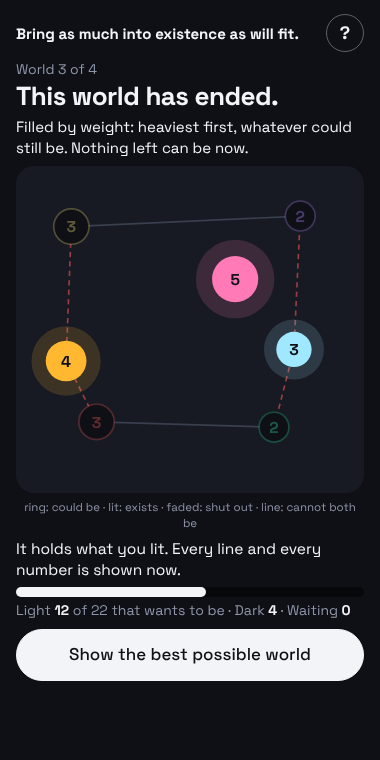 Bring as much into existence as will fit.
?
World 3 of 4
This world has ended.
Filled by weight: heaviest first, whatever could
still be. Nothing left can be now.
3
2
5
4
3
3
2
ring: could be · lit: exists · faded: shut out · line: cannot both
be
It holds what you lit. Every line and every
number is shown now.
Light 12 of 22 that wants to be · Dark 4 · Waiting 0
Show the best possible world